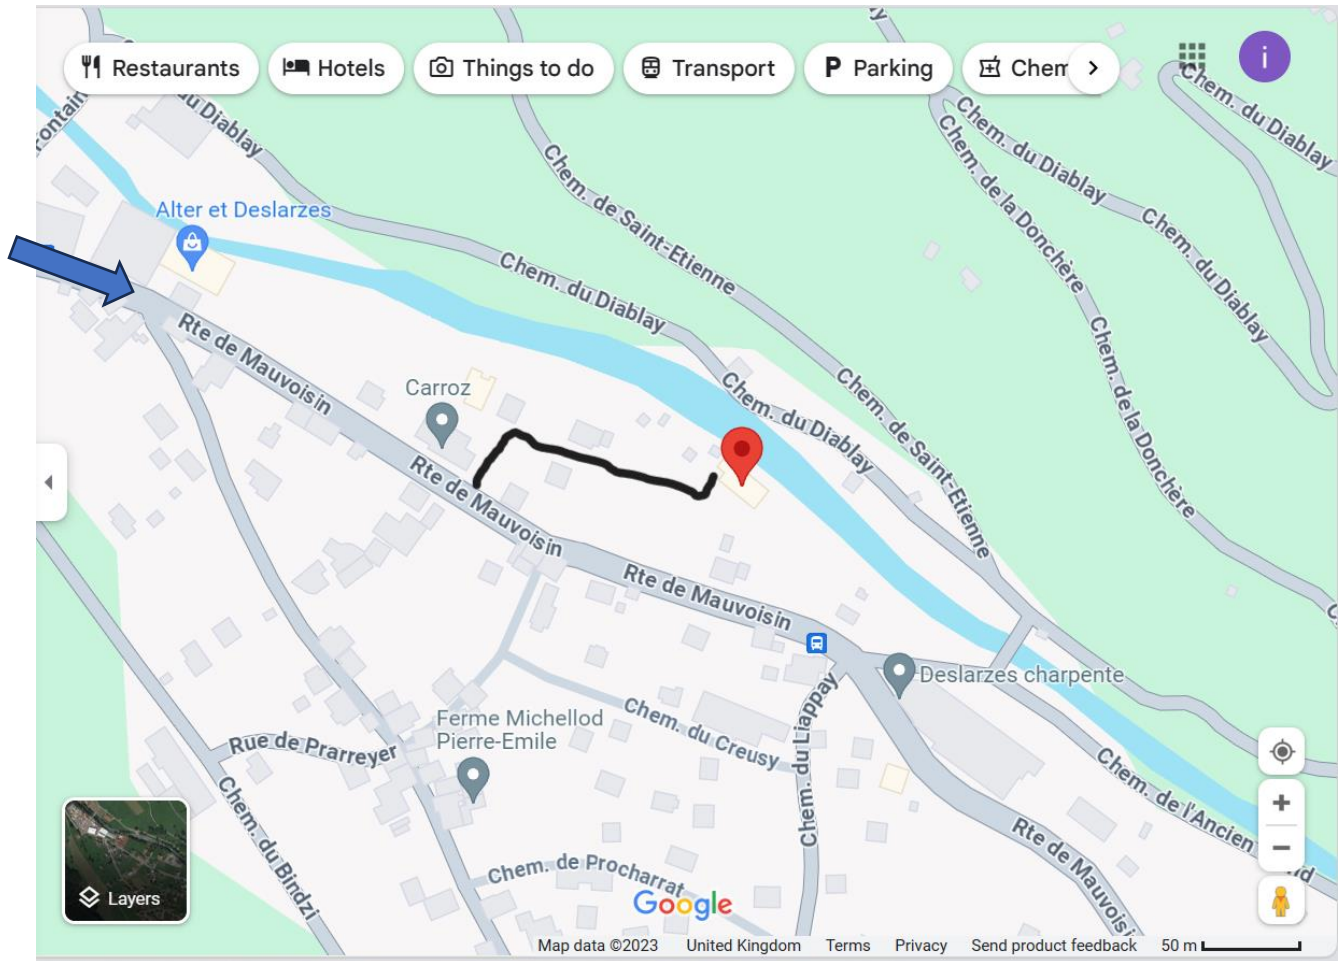 Restaurants
Hotels
Things to do
Transport
P Parking
Chem
i
Chem. du Diablay
du Diablay
Chem. du Diablay
Chem. de Saint-Etienne
Chem. de la Donchère
Chem. du Diablay
Alter et Deslarzes
Chem. du Diablay
Rte de Mauvoisin
Carroz
Chem. du Diablay
Chem. de Saint-Etienne
Chem. de la Donchère
Rte de Mauvoisin
Rte de Mauvoisin
Deslarzes charpente
Ferme Michellod
Pierre-Emile
Chem. du Creusy
Chem. du Liappay
Rue de Prarreyer
Chem. du Bindzi
Chem. de l'Ancien
Rte de Mauvoisi
Chem. de Procharrat
Layers
Google
Map data ©2023 United Kingdom Terms Privacy Send product feedback 50 m